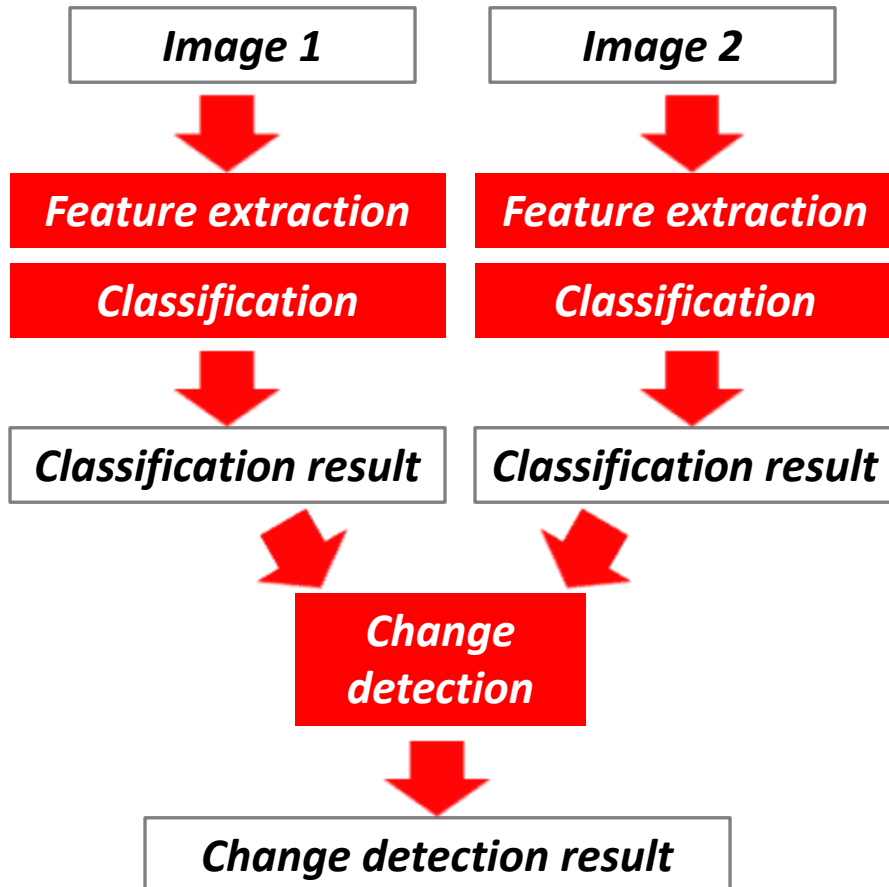 Image 1
Image 2
Feature extraction
Feature extraction
Classification
Classification
Classification result
Classification result
Change
detection
Change detection result